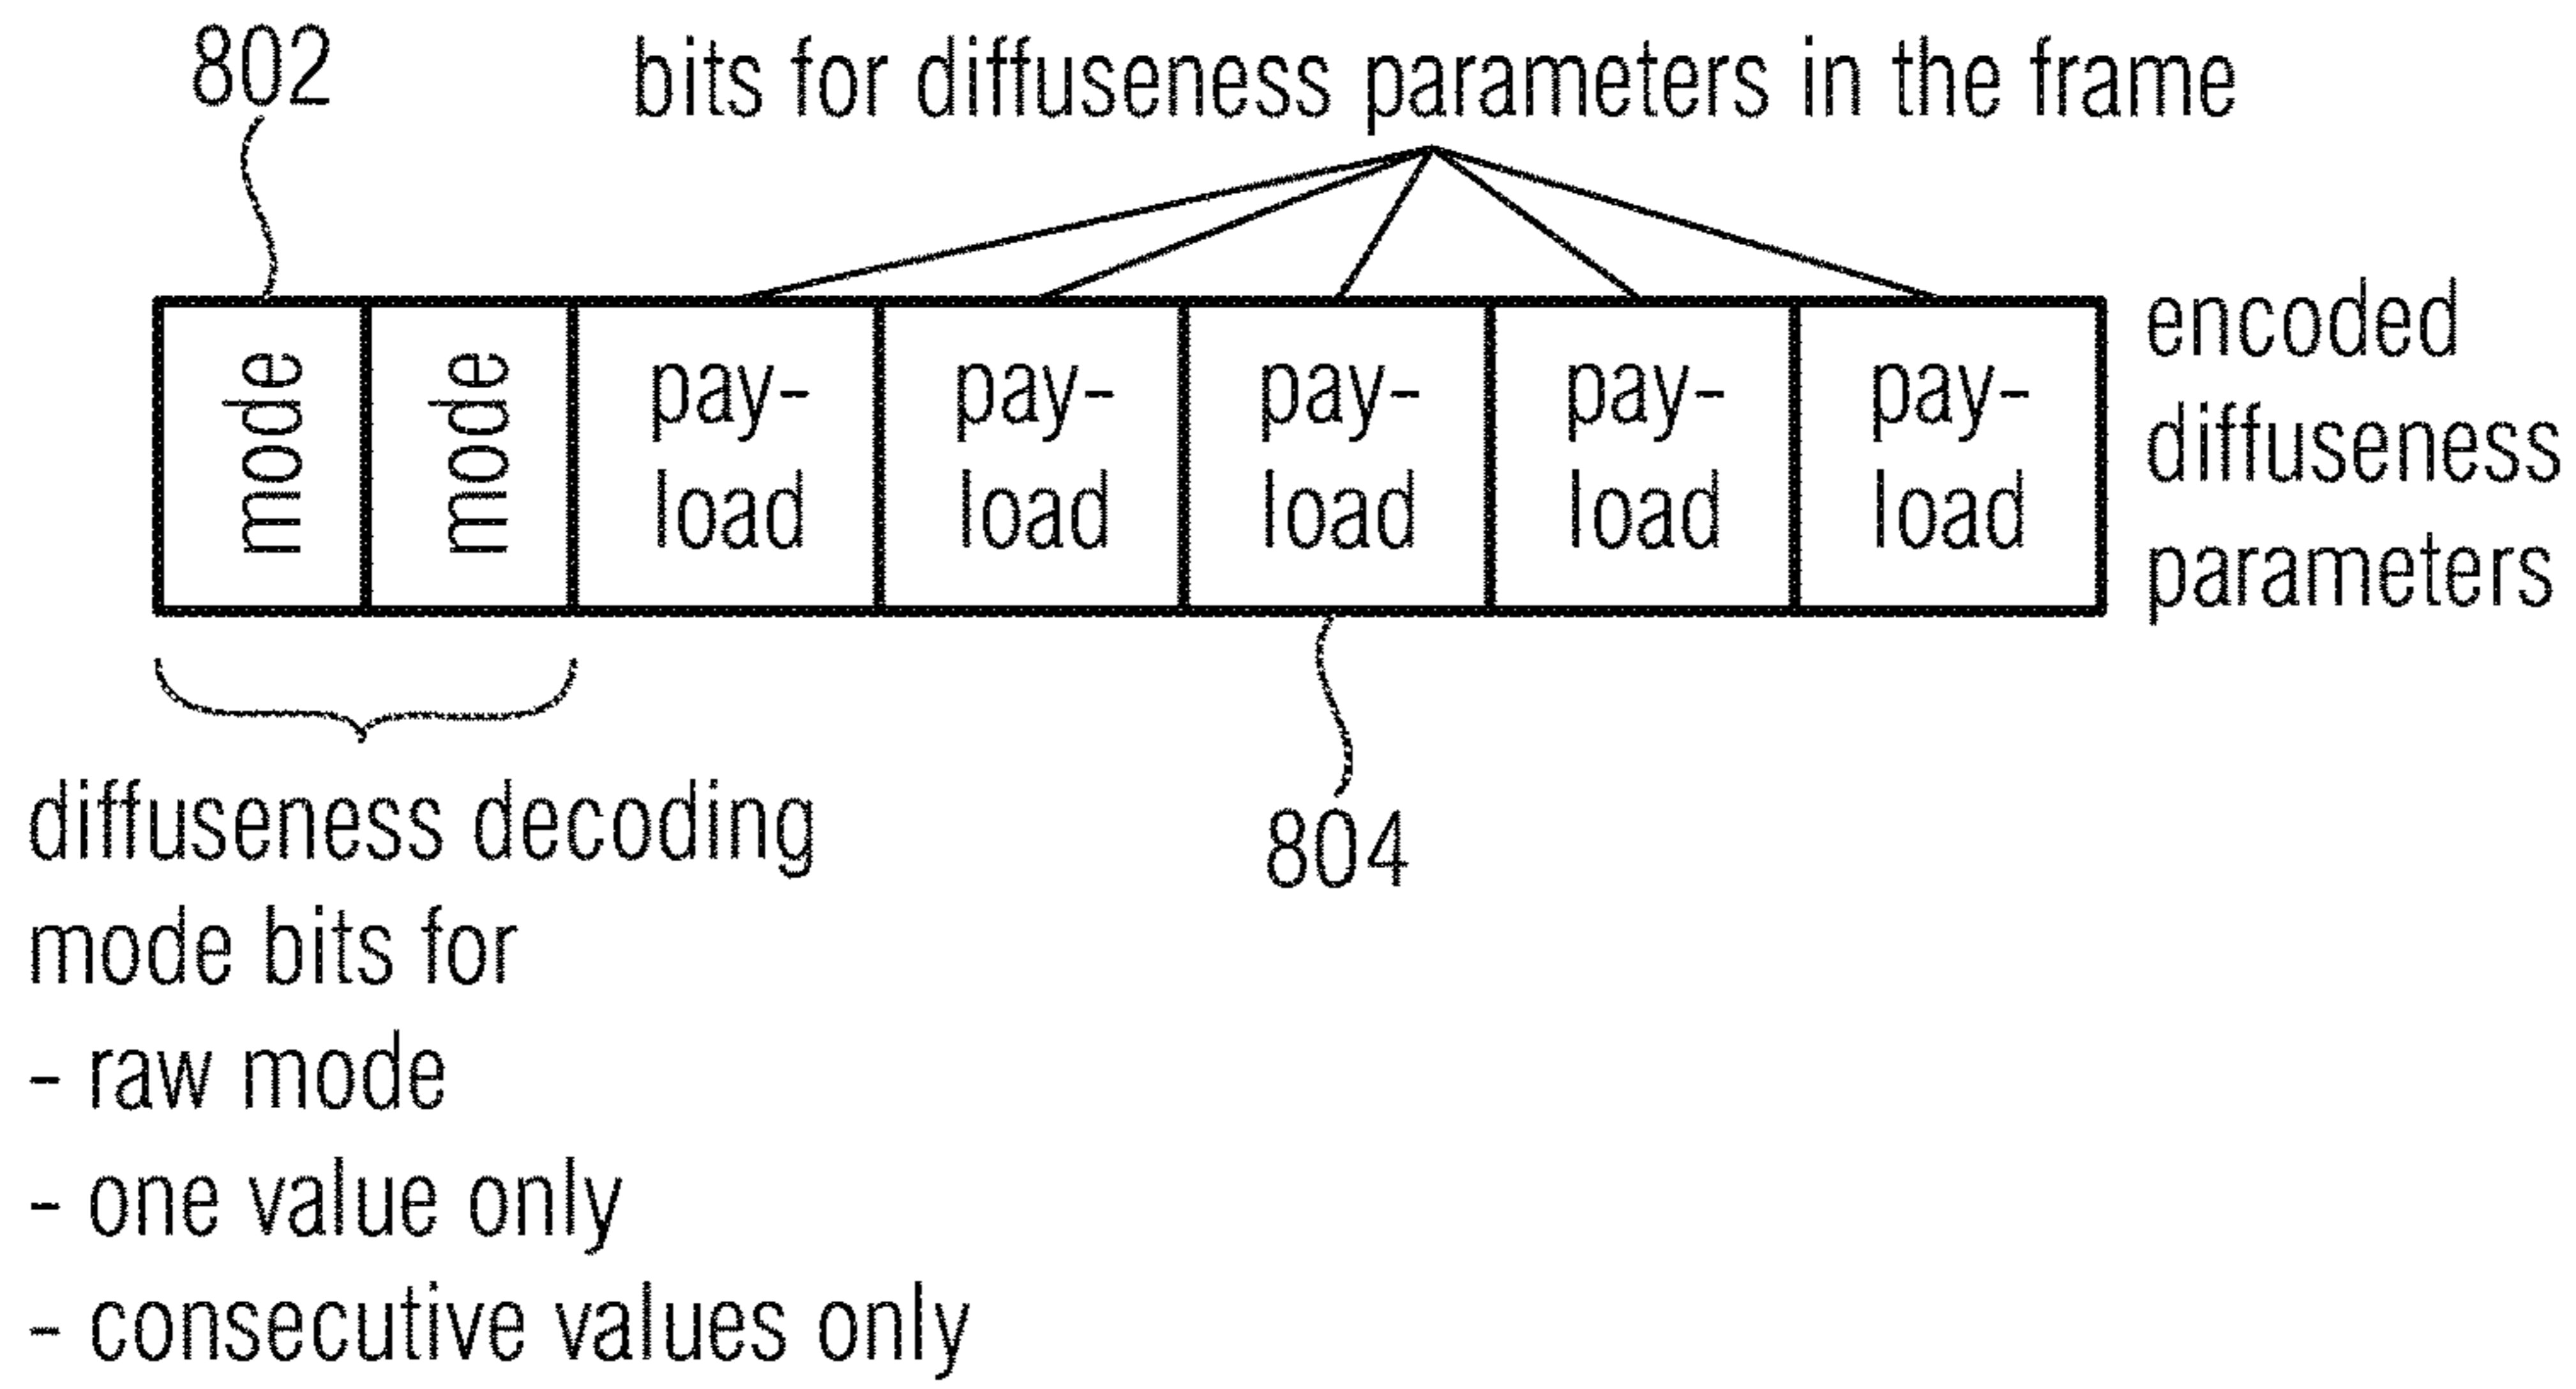 802
bits for diffuseness parameters in the frame
mode
mode
pay-
load
pay-
load
pay-
load
pay-
load
pay-
load
encoded
diffuseness
parameters
804
diffuseness decoding
mode bits for
- raw mode
- one value only
- consecutive values only